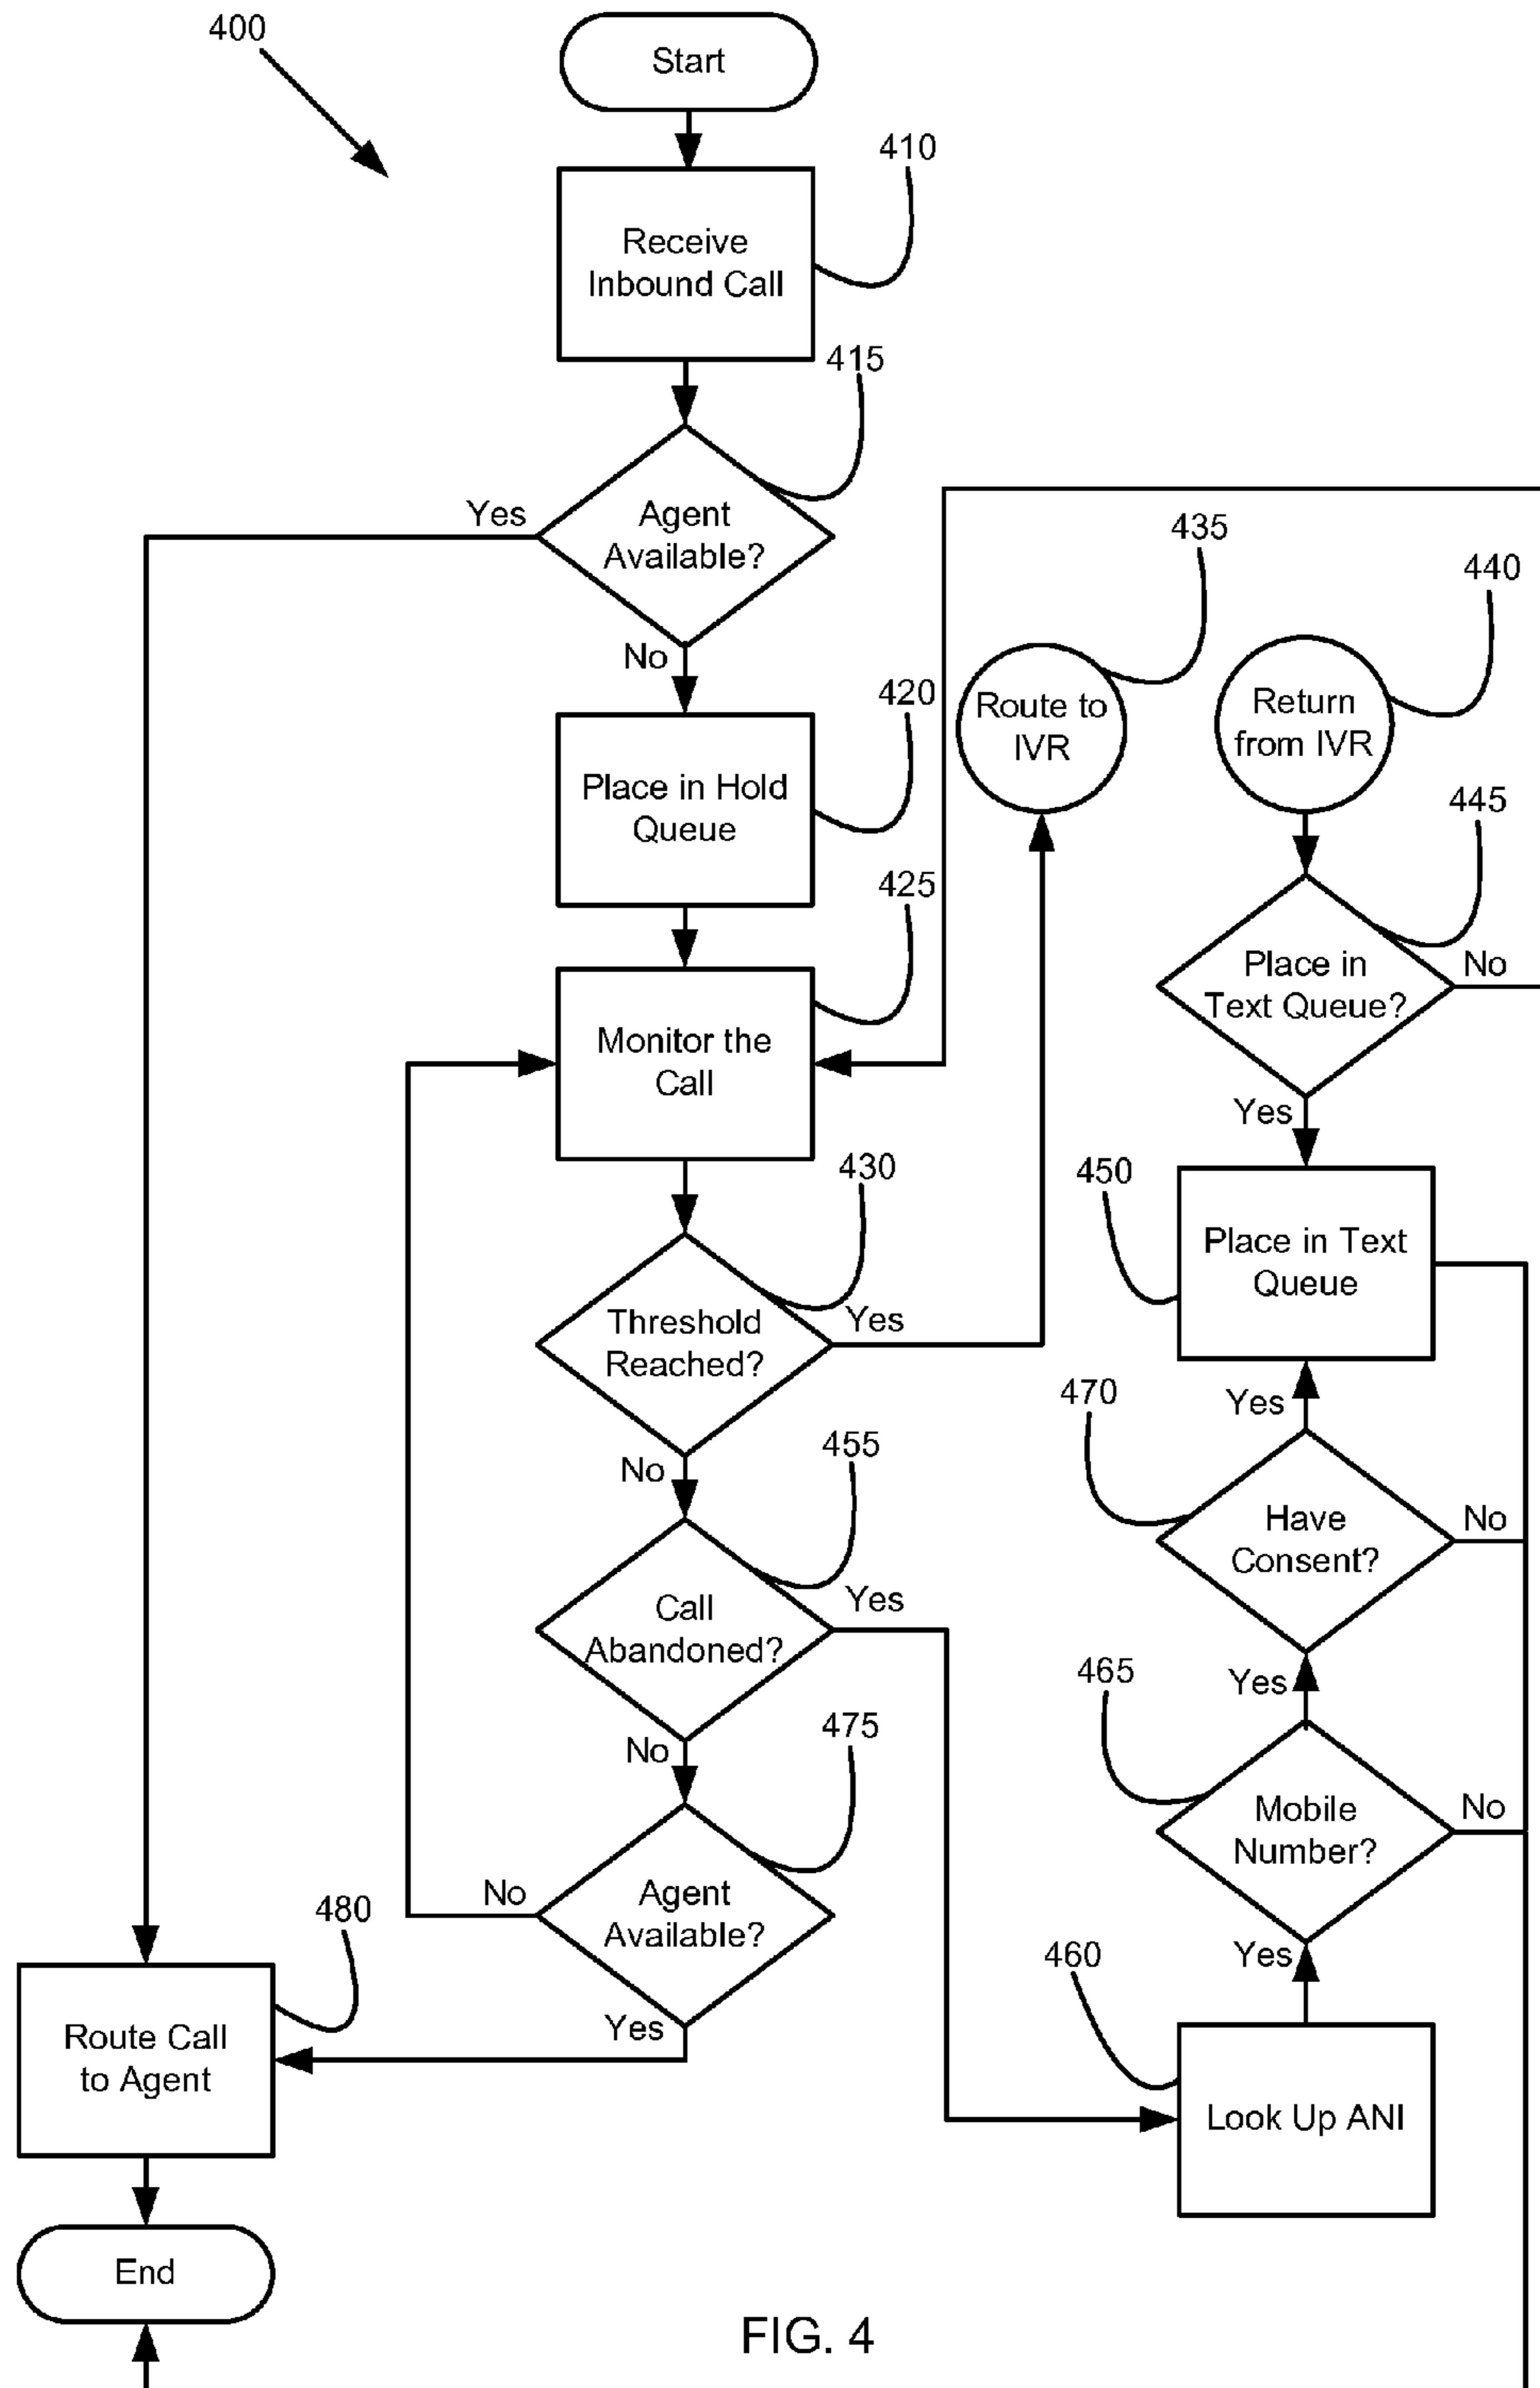 400
Start
410
Receive
Inbound Call
415
Yes
Agent
Available?
No
435
440
420
Route to
IVR
Return
from IVR
Place in Hold
Queue
445
425
Place in
Text Queue?
No
Monitor the
Call
Yes
430
450
Place in Text
Queue
Threshold
Reached?
Yes
470
Yes
No
455
Have
Consent?
No
Call
Abandoned?
Yes
465
Yes
No
475
Mobile
Number?
No
No
Agent
Available?
480
460
Yes
Route Call
to Agent
Yes
Look Up ANI
End
FIG. 4